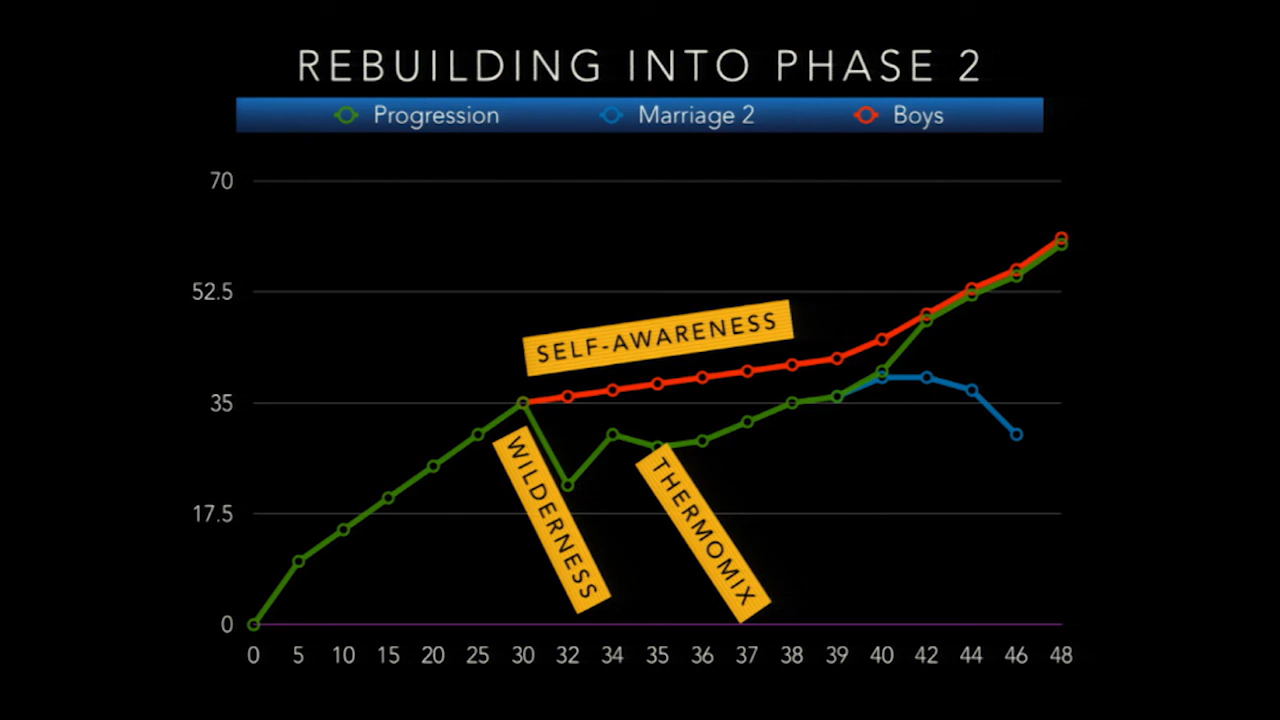 REBUILDING INTO PHASE 2
Progression Marriage 2 Boys
70
52.5
SELF-AWARENESS
35
WILDERNESS
THERMOMIX
17.5
0
0 5 10 15 20 25 30 32 34 35 36 37 38 39 40 42 44 46 48